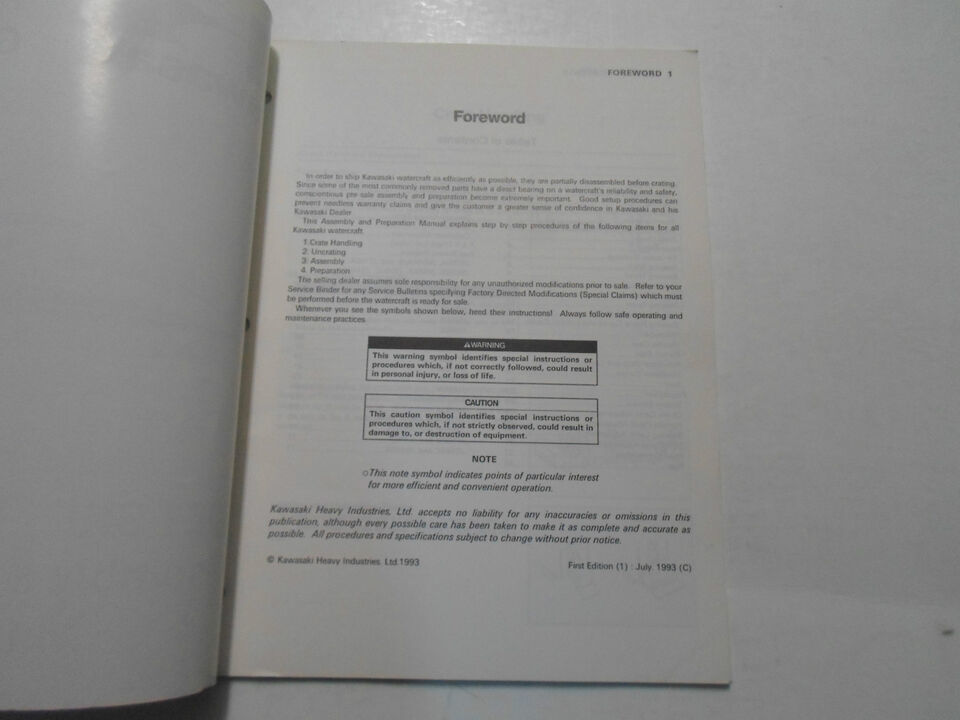 FOREWORD 1
Foreword
In order to ship Kawasaki watercraft as efficiently as possible, they are partially disassembled before crating.
Since some of the most commonly removed parts have a direct bearing on a watercraft's reliability and safety,
conscientious pre-sale assembly and preparation become extremely important. Good setup procedures can
prevent needless warranty claims and give the customer a greater sense of confidence in Kawasaki and his
Kawasaki Dealer.
This Assembly and Preparation Manual explains step by step procedures of the following items for all
Kawasaki watercraft.
1. Crate Handling
2. Uncrating
3. Assembly
4. Preparation
The selling dealer assumes sole responsibility for any unauthorized modifications prior to sale. Refer to your
Service Binder for any Service Bulletins specifying Factory Directed Modifications (Special Claims) which must
be performed before the watercraft is ready for sale.
Whenever you see the symbols shown below, heed their instructions! Always follow safe operating and
maintenance practices.
⚠WARNING
This warning symbol identifies special instructions or
procedures which, if not correctly followed, could result
in personal injury, or loss of life.
CAUTION
This caution symbol identifies special instructions or
procedures which, if not strictly observed, could result in
damage to, or destruction of equipment.
NOTE
○This note symbol indicates points of particular interest
for more efficient and convenient operation.
Kawasaki Heavy Industries, Ltd. accepts no liability for any inaccuracies or omissions in this
publication, although every possible care has been taken to make it as complete and accurate as
possible. All procedures and specifications subject to change without prior notice.
© Kawasaki Heavy Industries, Ltd.1993
First Edition (1) : July. 1993 (C)